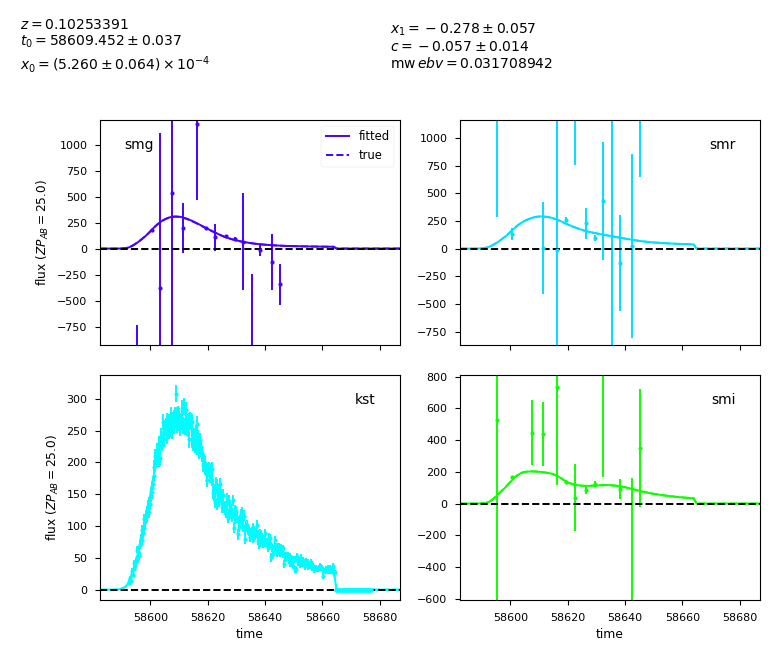 z = 0.10253391
t₀ = 58609.452 ± 0.037
x₀ = (5.260 ± 0.064) × 10⁻⁴
x₁ = −0.278 ± 0.057
c = −0.057 ± 0.014
mw ebv = 0.031708942
smg
fitted
true
1000
750
500
250
0
−250
−500
−750
flux (ZP_AB = 25.0)
smr
1000
750
500
250
0
−250
−500
−750
kst
300
250
200
150
100
50
0
flux (ZP_AB = 25.0)
58600 58620 58640 58660 58680
time
smi
800
600
400
200
0
−200
−400
−600
58600 58620 58640 58660 58680
time